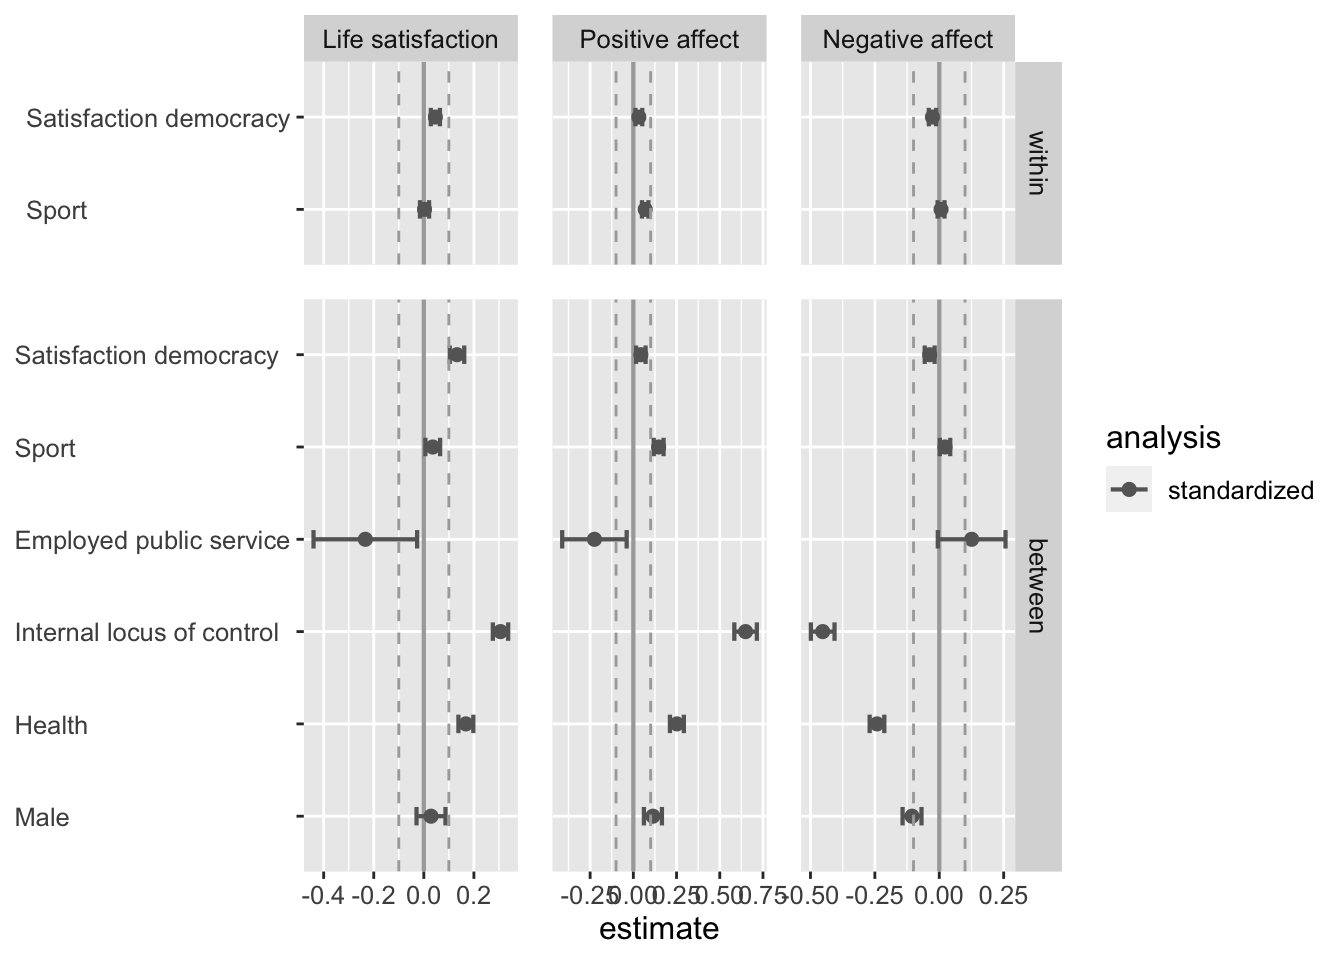 Life satisfaction
Positive affect
Negative affect
Satisfaction democracy
Sport
within
Satisfaction democracy
Sport
Employed public service
Internal locus of control
Health
Male
between
analysis
standardized
-0.4 -0.2 0.0 0.2
-0.25 0.00 0.25 0.50 0.75
-0.50 -0.25 0.00 0.25
estimate